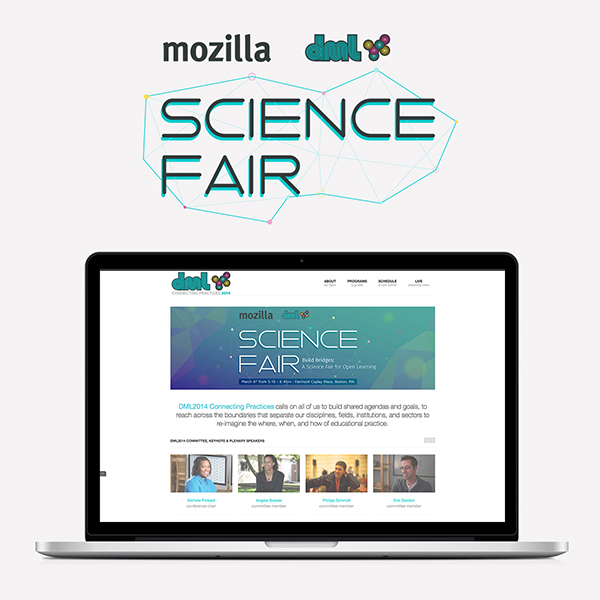 mozilla dml
SCIENCE
FAIR
dml
CONNECTING PRACTICES 2014
ABOUT PROGRAMS SCHEDULE LIVE
mozilla dml
SCIENCE
FAIR
Build Bridges:
A Science Fair for Open Learning
March 6th from 5:15 - 6:45pm | Fairmont Copley Plaza, Boston, MA
DML2014 Connecting Practices calls on all of us to build shared agendas and goals, to
reach across the boundaries that separate our disciplines, fields, institutions, and sectors to
re-imagine the where, when, and how of educational practice.
DML2014 COMMITTEE, KEYNOTE & PLENARY SPEAKERS
Nichole Pinkard Angela Booker Philipp Schmidt Eric Gordon
conference chair committee member committee member committee member